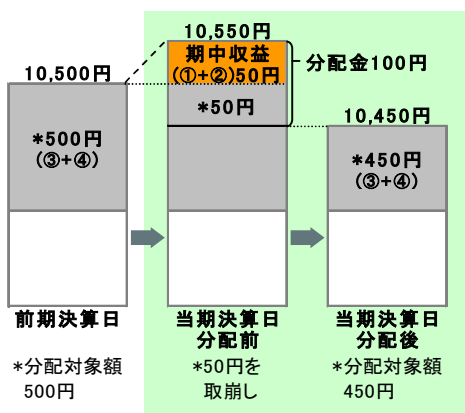 10,550円
期中収益
(①+②)50円
分配金100円
10,500円
*50円
10,450円
*500円
(③+④)
*450円
(③+④)
前期決算日
当期決算日
分配前
当期決算日
分配後
*分配対象額
500円
*50円を
取崩し
*分配対象額
450円